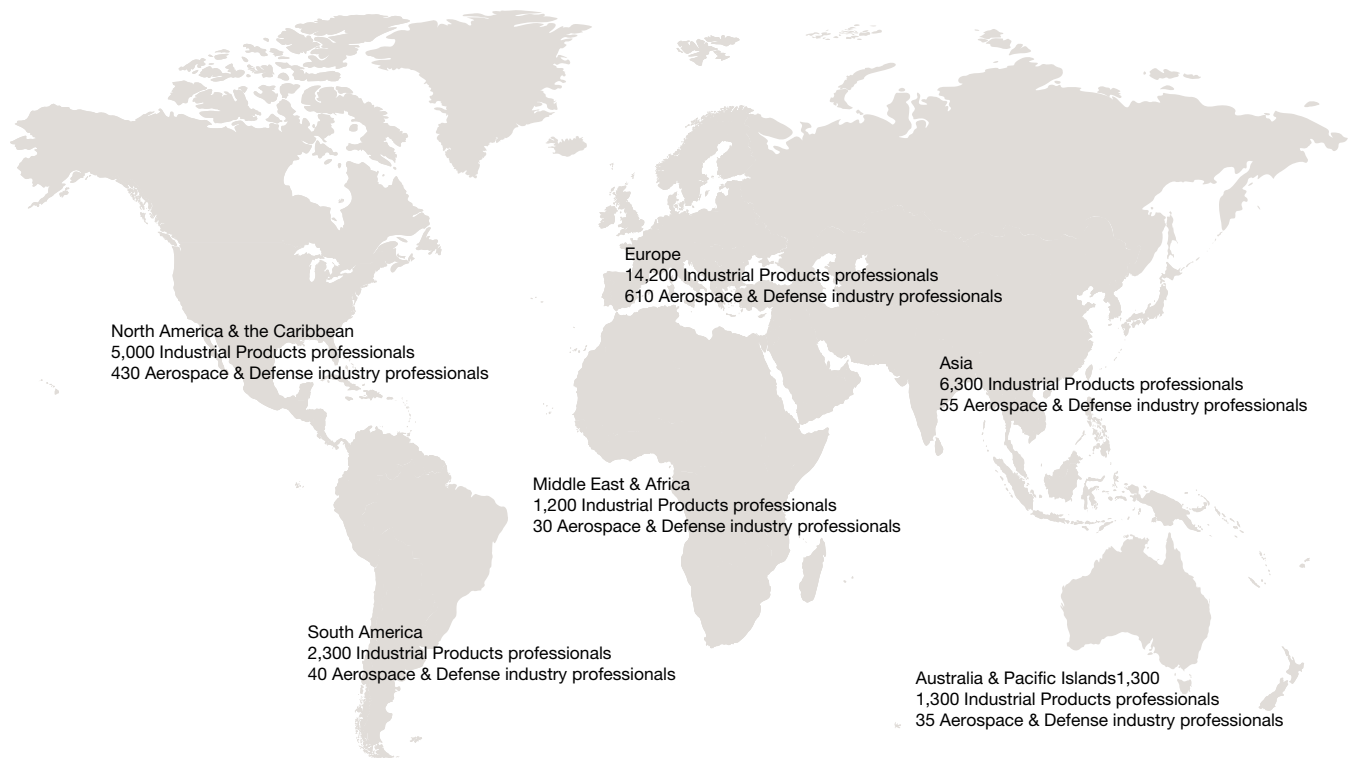 Europe
14,200 Industrial Products professionals
610 Aerospace & Defense industry professionals
North America & the Caribbean
5,000 Industrial Products professionals
430 Aerospace & Defense industry professionals
Asia
6,300 Industrial Products professionals
55 Aerospace & Defense industry professionals
Middle East & Africa
1,200 Industrial Products professionals
30 Aerospace & Defense industry professionals
South America
2,300 Industrial Products professionals
40 Aerospace & Defense industry professionals
Australia & Pacific Islands1,300
1,300 Industrial Products professionals
35 Aerospace & Defense industry professionals